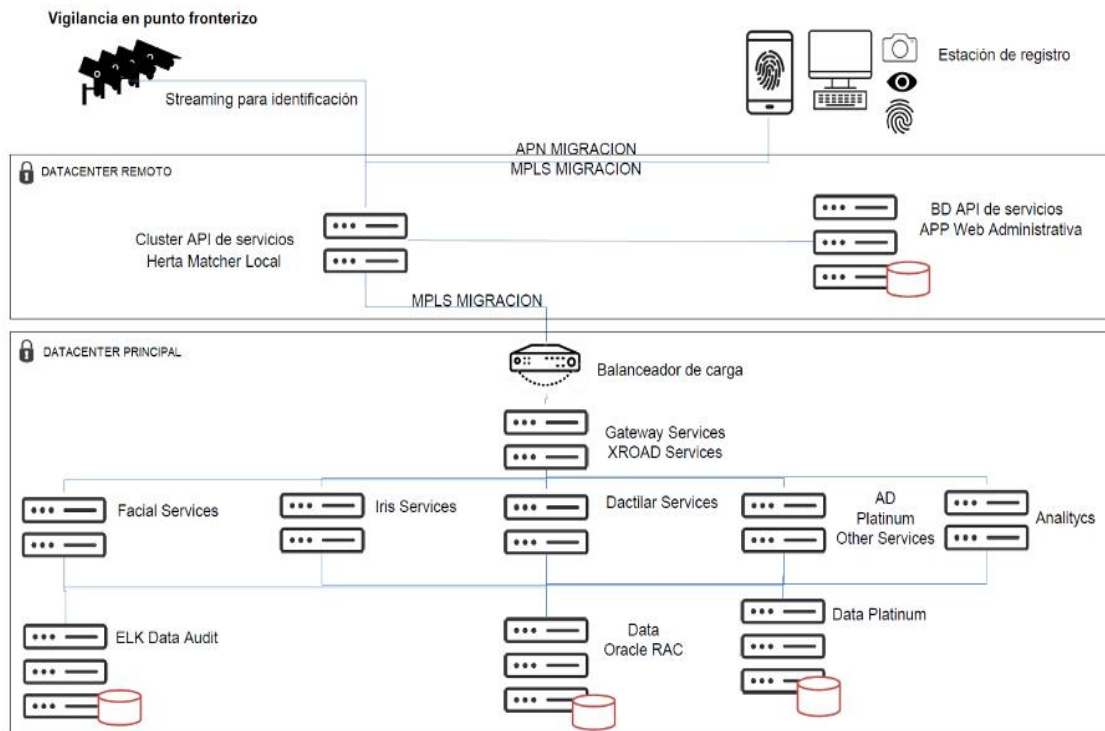 Vigilancia en punto fronterizo
Streaming para identificación
Estación de registro
APN MIGRACION
MPLS MIGRACION
DATACENTER REMOTO
Cluster API de servicios
Herta Matcher Local
BD API de servicios
APP Web Administrativa
MPLS MIGRACION
DATACENTER PRINCIPAL
Balanceador de carga
Gateway Services
XROAD Services
Facial Services
Iris Services
Dactilar Services
AD
Platinum
Other Services
Analitycs
ELK Data Audit
Data
Oracle RAC
Data Platinum